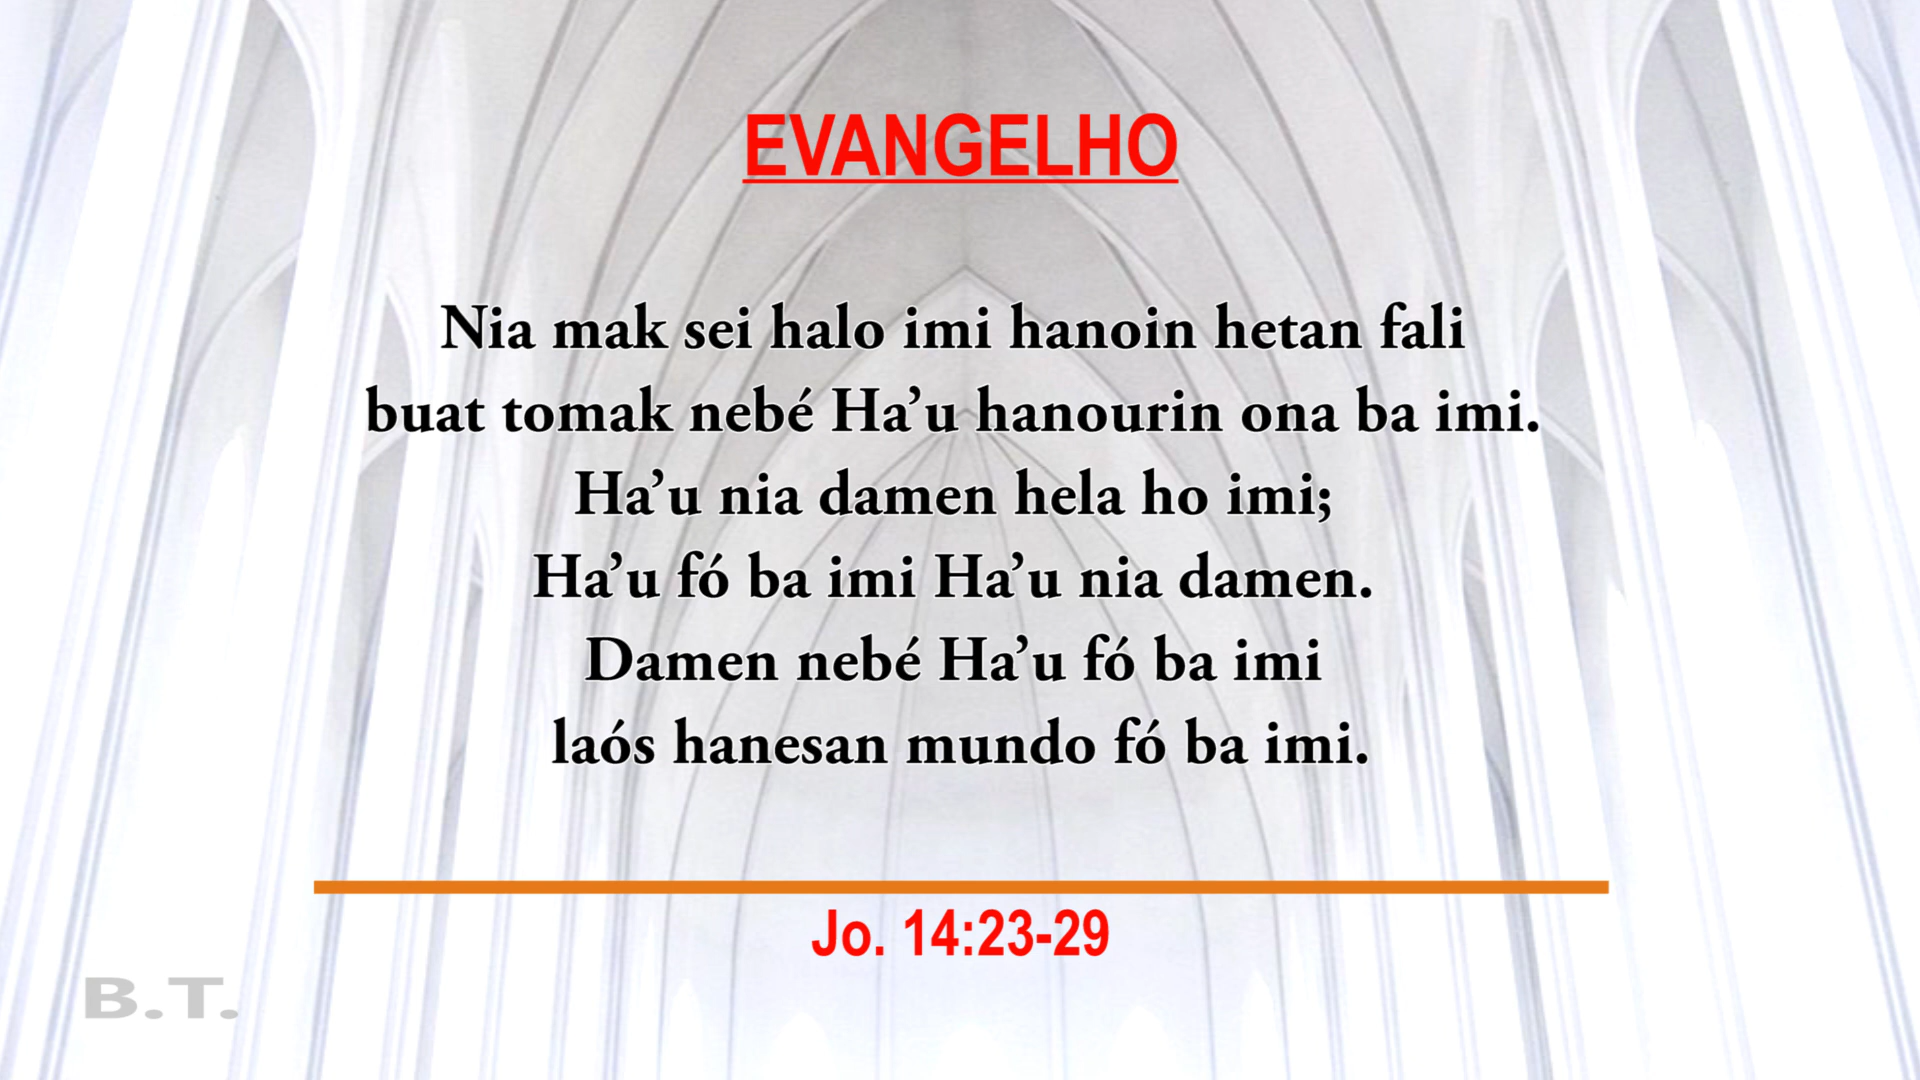 EVANGELHO
Nia mak sei halo imi hanoin hetan fali
buat tomak nebé Ha’u hanourin ona ba imi.
Ha’u nia damen hela ho imi;
Ha’u fó ba imi Ha’u nia damen.
Damen nebé Ha’u fó ba imi
laós hanesan mundo fó ba imi.
Jo. 14:23-29
B.T.